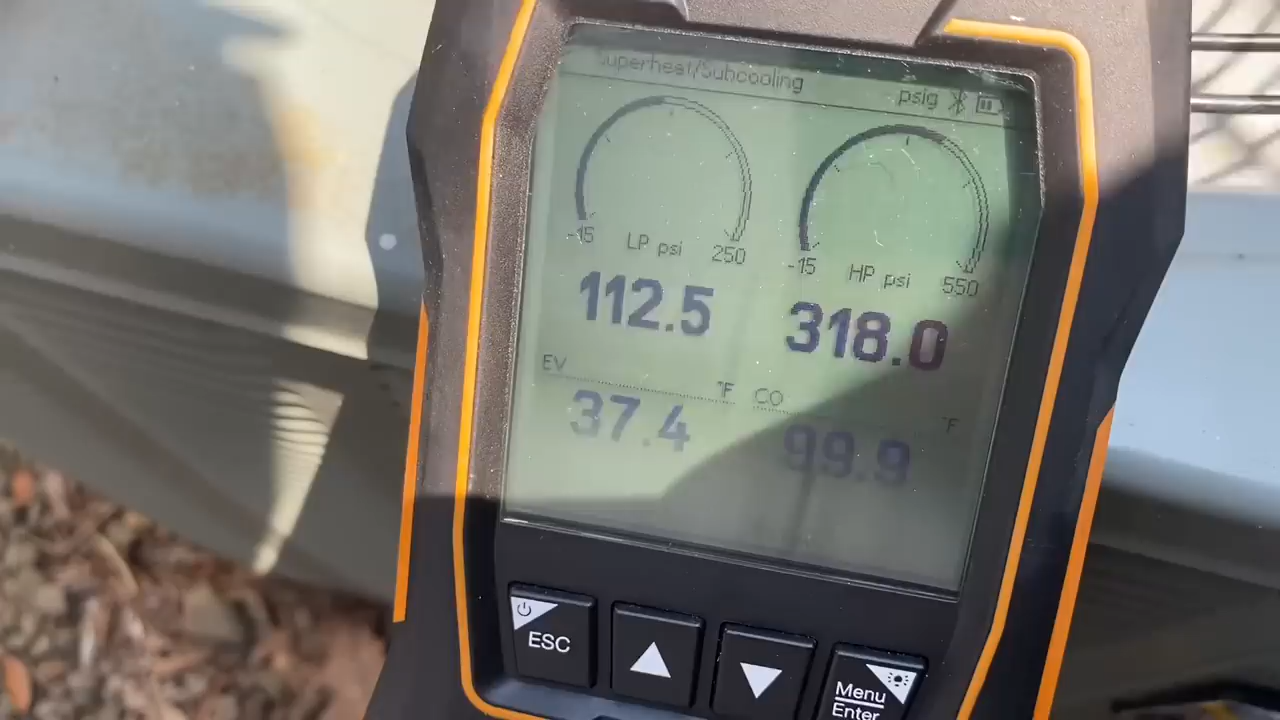 Superheat/Subcooling
psig
-15 LP psi 250
-15 HP psi 550
112.5
318.0
EV °F
CO °F
37.4
99.9
ESC
Menu
Enter